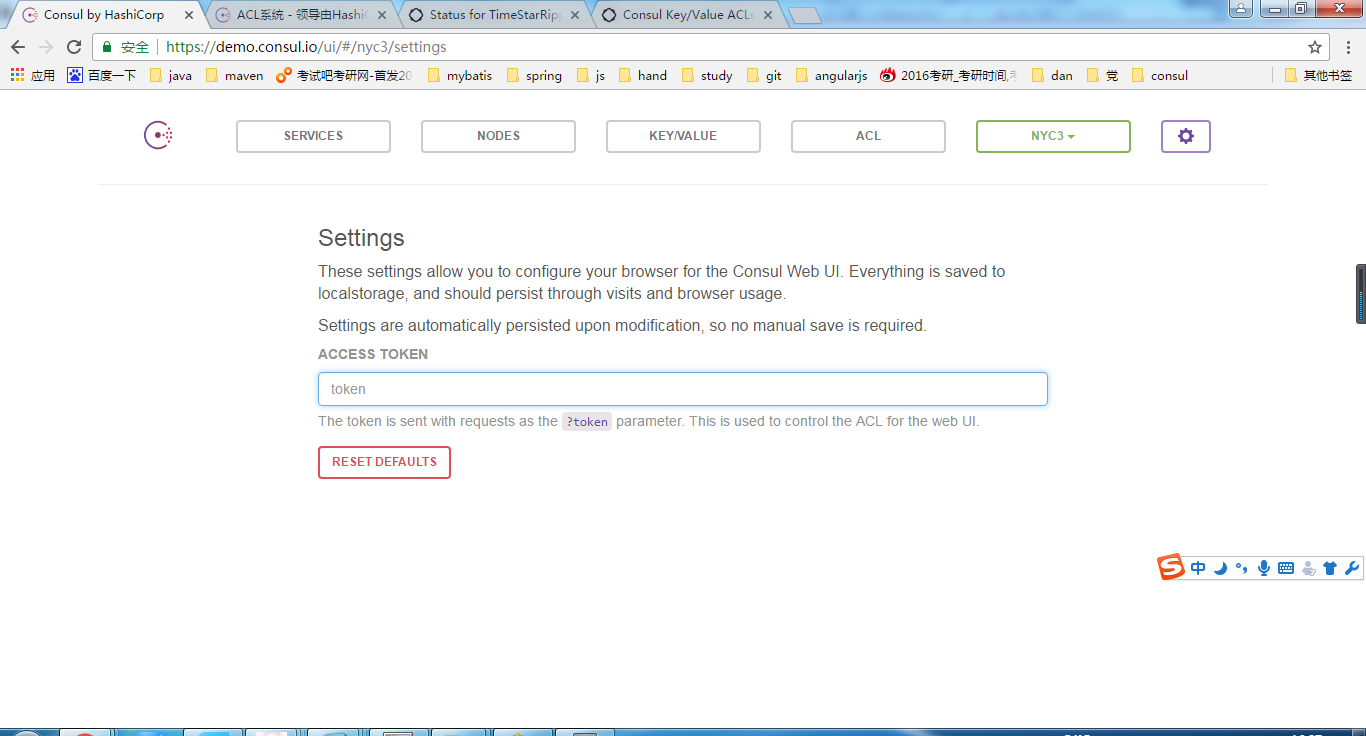 Consul by HashiCorp
ACL系统 - 领导由HashiC
Status for TimeStarRipp
Consul Key/Value ACLs
安全 https://demo.consul.io/ui/#/nyc3/settings
应用 百度一下 java maven 考试吧考研网-首发20 mybatis spring js hand study git angularjs 2016考研_考研时间,考 dan 党 consul 其他书签
SERVICES NODES KEY/VALUE ACL NYC3
Settings
These settings allow you to configure your browser for the Consul Web UI. Everything is saved to
localstorage, and should persist through visits and browser usage.
Settings are automatically persisted upon modification, so no manual save is required.
ACCESS TOKEN
token
The token is sent with requests as the ?token parameter. This is used to control the ACL for the web UI.
RESET DEFAULTS
S 中